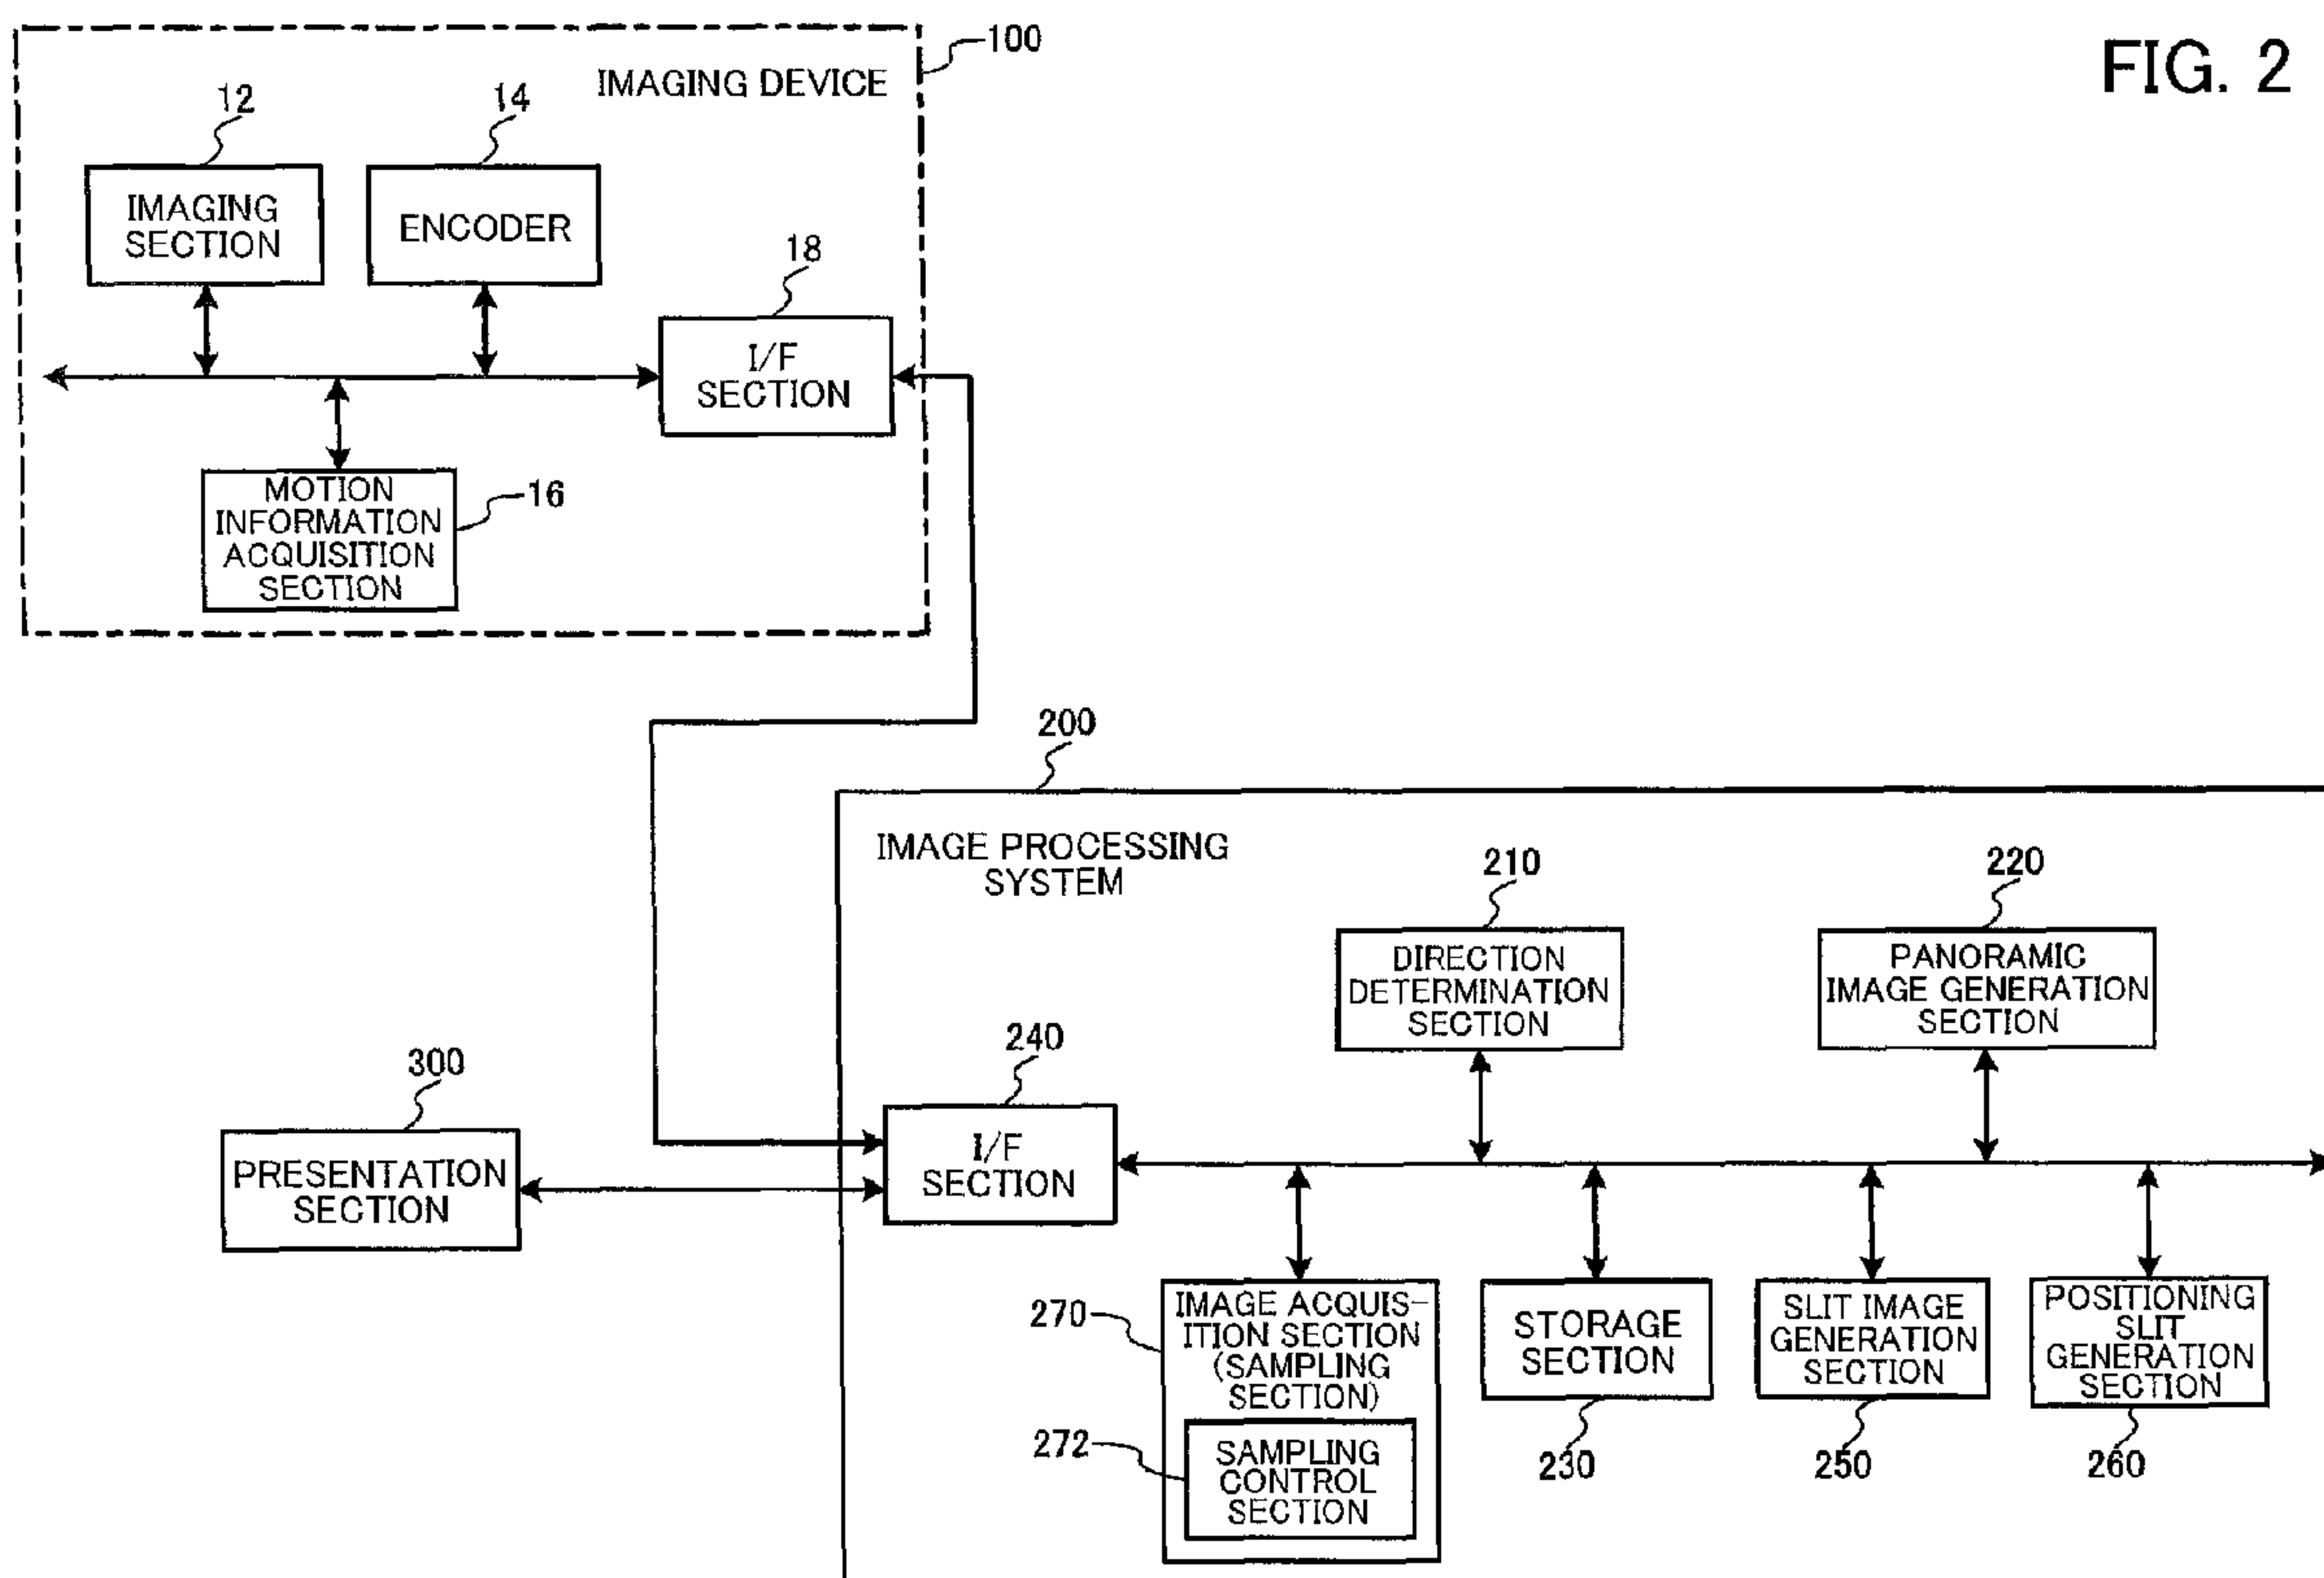 FIG. 2
100
IMAGING DEVICE
12
14
IMAGING
SECTION
ENCODER
18
I/F
SECTION
MOTION
INFORMATION
ACQUISITION
SECTION
16
200
IMAGE PROCESSING
SYSTEM
210
220
DIRECTION
DETERMINATION
SECTION
PANORAMIC
IMAGE GENERATION
SECTION
240
300
I/F
SECTION
PRESENTATION
SECTION
270
IMAGE ACQUIS-
ITION SECTION
(SAMPLING
SECTION)
STORAGE
SECTION
SLIT IMAGE
GENERATION
SECTION
POSITIONING
SLIT
GENERATION
SECTION
272
SAMPLING
CONTROL
SECTION
230
250
260